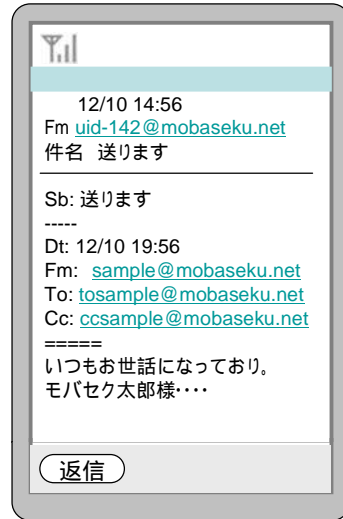 12/10 14:56
Fm uid-142@mobaseku.net
件名 送ります
Sb: 送ります
-----
Dt: 12/10 19:56
Fm: sample@mobaseku.net
To: tosample@mobaseku.net
Cc: ccsample@mobaseku.net
=====
いつもお世話になっており。
モバセク太郎様・・・・
返信